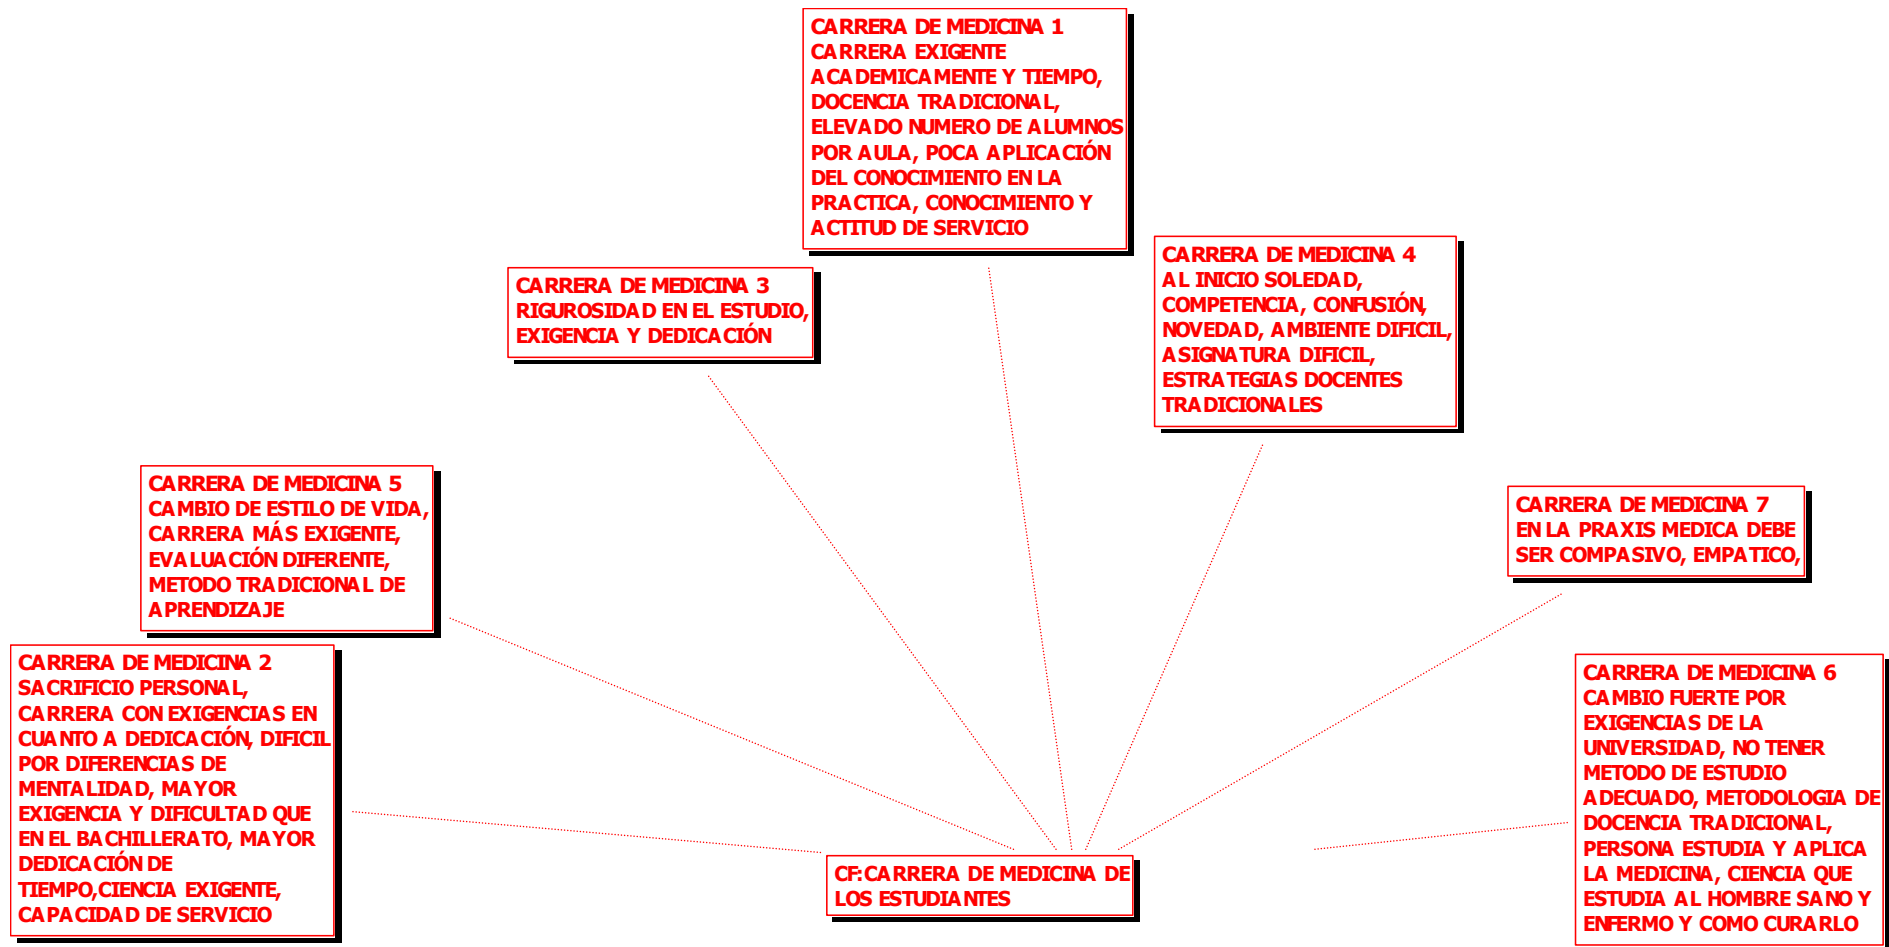 CARRERA DE MEDICINA 1
CARRERA EXIGENTE
ACADEMICAMENTE Y TIEMPO,
DOCENCIA TRADICIONAL,
ELEVADO NUMERO DE ALUMNOS
POR AULA, POCA APLICACIÓN
DEL CONOCIMIENTO EN LA
PRACTICA, CONOCIMIENTO Y
ACTITUD DE SERVICIO
CARRERA DE MEDICINA 3
RIGUROSIDAD EN EL ESTUDIO,
EXIGENCIA Y DEDICACIÓN
CARRERA DE MEDICINA 4
AL INICIO SOLEDAD,
COMPETENCIA, CONFUSIÓN,
NOVEDAD, AMBIENTE DIFICIL,
ASIGNATURA DIFICIL,
ESTRATEGIAS DOCENTES
TRADICIONALES
CARRERA DE MEDICINA 5
CAMBIO DE ESTILO DE VIDA,
CARRERA MÁS EXIGENTE,
EVALUACIÓN DIFERENTE,
METODO TRADICIONAL DE
APRENDIZAJE
CARRERA DE MEDICINA 7
EN LA PRAXIS MEDICA DEBE
SER COMPASIVO, EMPATICO,
CARRERA DE MEDICINA 2
SACRIFICIO PERSONAL,
CARRERA CON EXIGENCIAS EN
CUANTO A DEDICACIÓN, DIFICIL
POR DIFERENCIAS DE
MENTALIDAD, MAYOR
EXIGENCIA Y DIFICULTAD QUE
EN EL BACHILLERATO, MAYOR
DEDICACIÓN DE
TIEMPO,CIENCIA EXIGENTE,
CAPACIDAD DE SERVICIO
CARRERA DE MEDICINA 6
CAMBIO FUERTE POR
EXIGENCIAS DE LA
UNIVERSIDAD, NO TENER
METODO DE ESTUDIO
ADECUADO, METODOLOGIA DE
DOCENCIA TRADICIONAL,
PERSONA ESTUDIA Y APLICA
LA MEDICINA, CIENCIA QUE
ESTUDIA AL HOMBRE SANO Y
ENFERMO Y COMO CURARLO
CF:CARRERA DE MEDICINA DE
LOS ESTUDIANTES